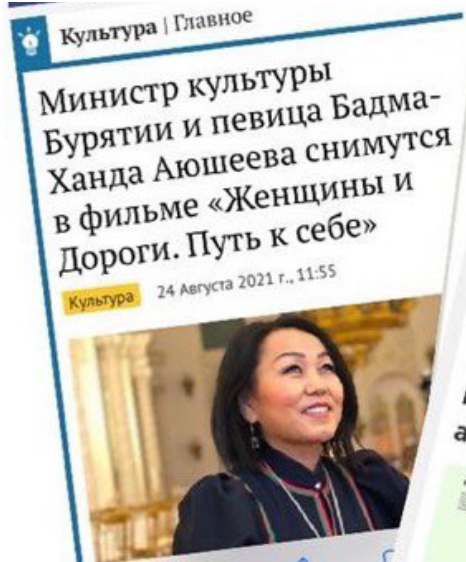 Культура | Главное
Министр культуры
Бурятии и певица Бадма-
Ханда Аюшеева снимутся
в фильме «Женщины и
Дороги. Путь к себе»
Культура 24 Августа 2021 г., 11:55